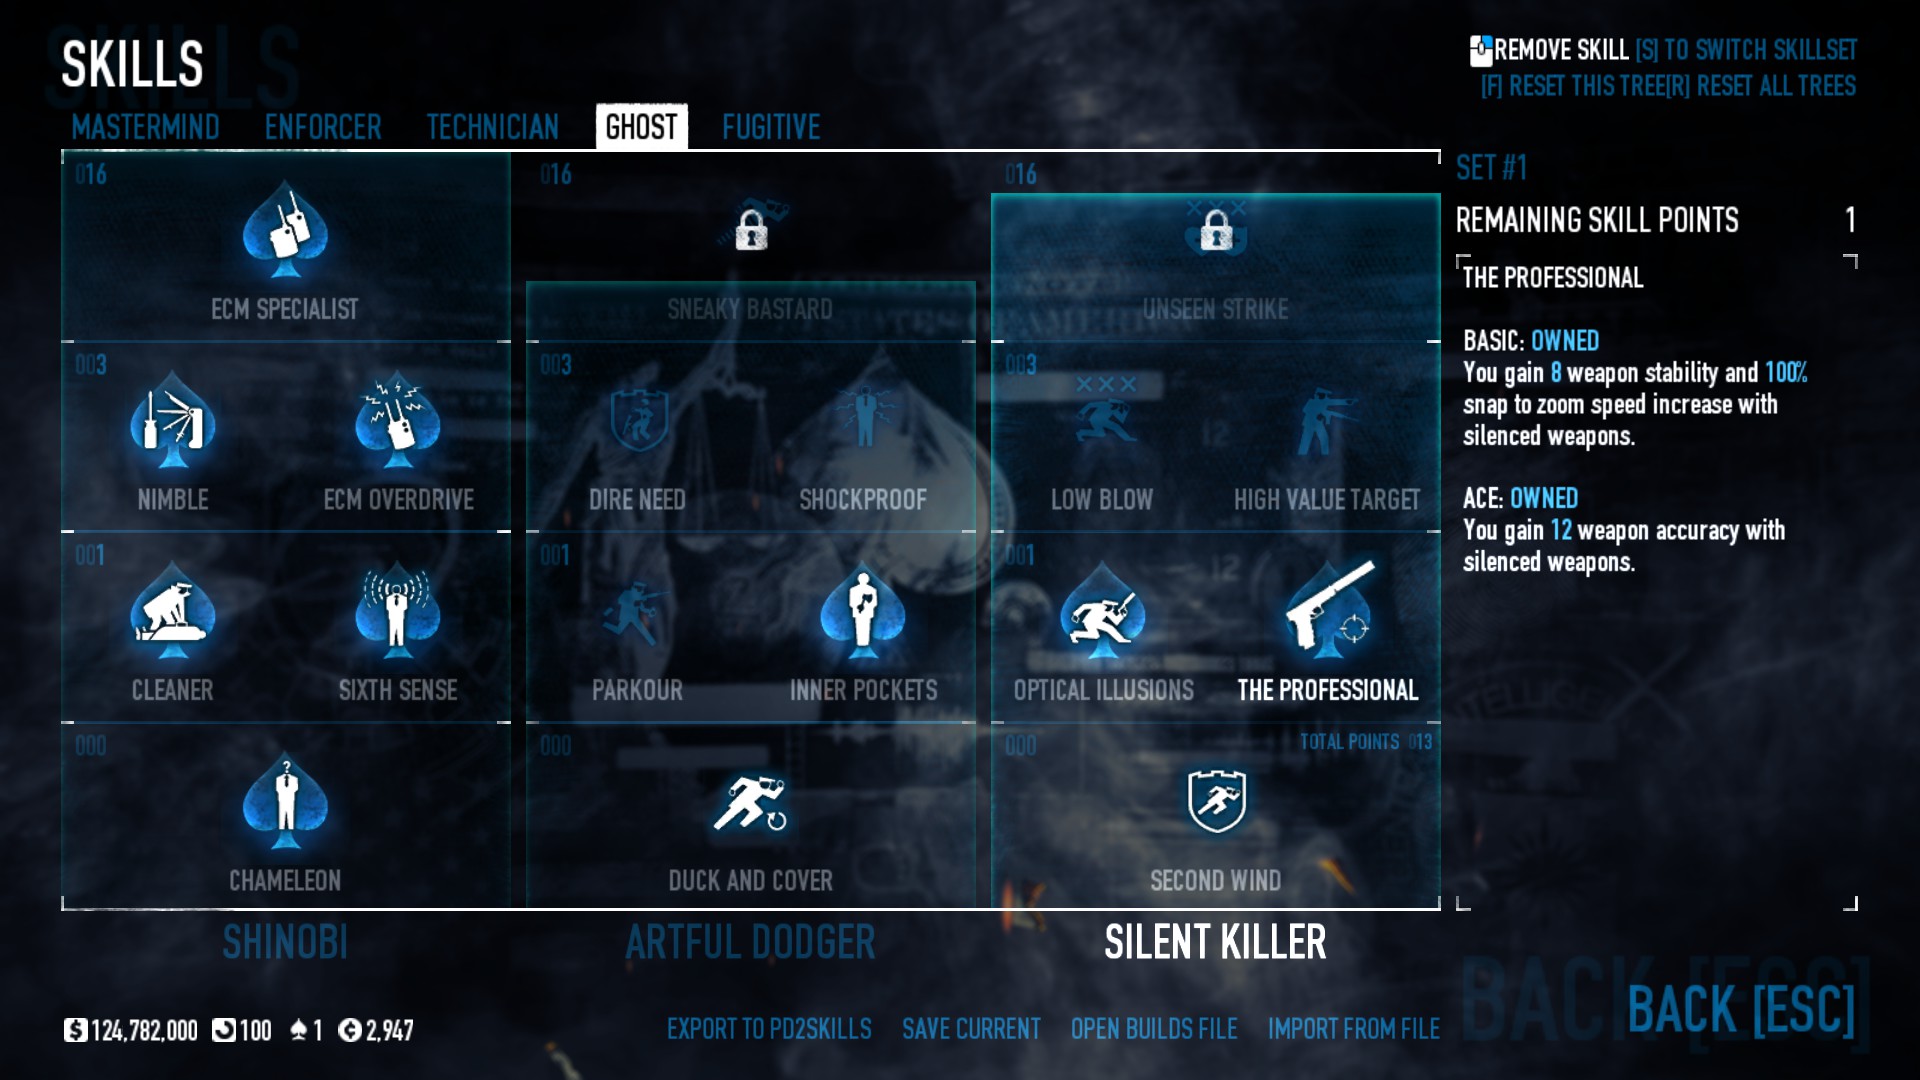 SKILLS
REMOVE SKILL [S] TO SWITCH SKILLSET
[F] RESET THIS TREE[R] RESET ALL TREES
MASTERMIND ENFORCER TECHNICIAN GHOST FUGITIVE
SET #1
REMAINING SKILL POINTS 1
016 016 016
ECM SPECIALIST SNEAKY BASTARD UNSEEN STRIKE
003 003 003
NIMBLE ECM OVERDRIVE DIRE NEED SHOCKPROOF LOW BLOW HIGH VALUE TARGET
001 001 001
CLEANER SIXTH SENSE PARKOUR INNER POCKETS OPTICAL ILLUSIONS THE PROFESSIONAL
000 000 000 TOTAL POINTS 013
CHAMELEON DUCK AND COVER SECOND WIND
SHINOBI ARTFUL DODGER SILENT KILLER
THE PROFESSIONAL
BASIC: OWNED
You gain 8 weapon stability and 100%
snap to zoom speed increase with
silenced weapons.
ACE: OWNED
You gain 12 weapon accuracy with
silenced weapons.
124,782,000 100 1 2,947
EXPORT TO PD2SKILLS SAVE CURRENT OPEN BUILDS FILE IMPORT FROM FILE
BACK [ESC]